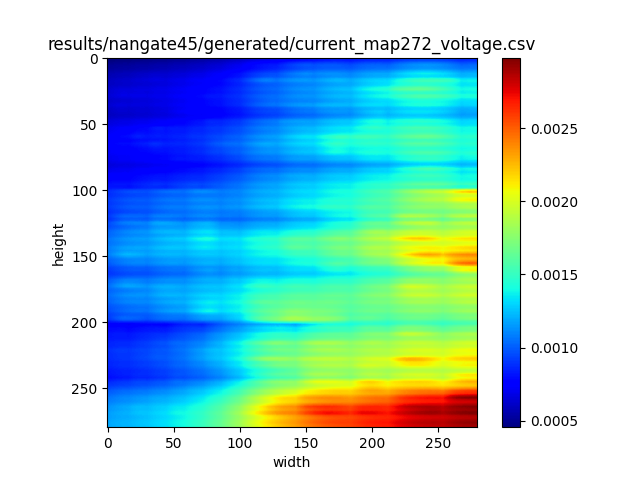 results/nangate45/generated/current_map272_voltage.csv
0
50
100
150
200
250
height
0 50 100 150 200 250
width
0.0025
0.0020
0.0015
0.0010
0.0005